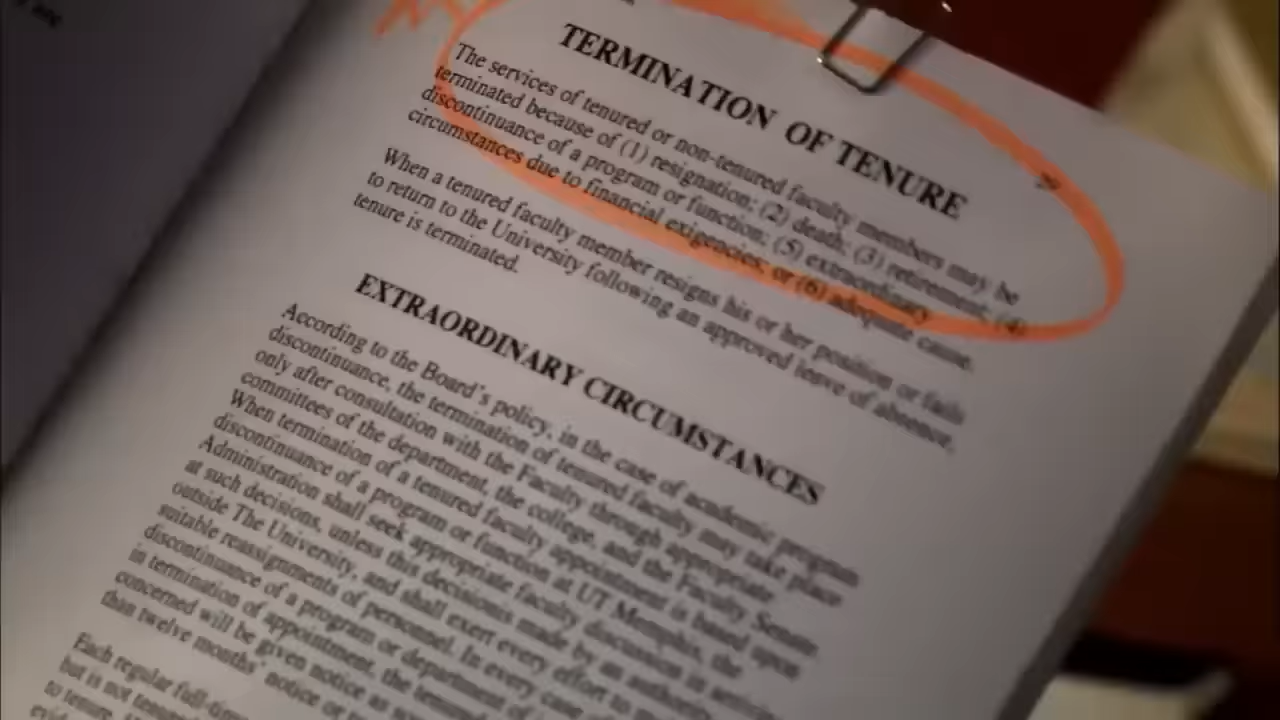 TERMINATION OF TENURE
The services of tenured or non-tenured faculty members may be
terminated because of (1) resignation; (2) death; (3) retirement; (4)
discontinuance of a program or function; (5) extraordinary
circumstances due to financial exigencies; or (6) adequate cause.
When a tenured faculty member resigns his or her position or fails
to return to the University following an approved leave of absence,
tenure is terminated.
EXTRAORDINARY CIRCUMSTANCES
According to the Board's policy, in the case of academic program
discontinuance, the termination of tenured faculty may take place
only after consultation with the Faculty through appropriate
committees of the department, the college, and the Faculty Senate.
When termination of a tenured faculty appointment is based upon
discontinuance of a program or function at UT Memphis, the
Administration shall seek appropriate faculty discussion in arriving
at such decisions, unless this decision is made by an authority
outside The University, and shall exert every effort to
suitable reassignments of personnel. In every case of
discontinuance of a program or department
in termination of appointment, the
concerned will be given notice as
than twelve months' notice or
Each regular full-time
but is not
to tenure.